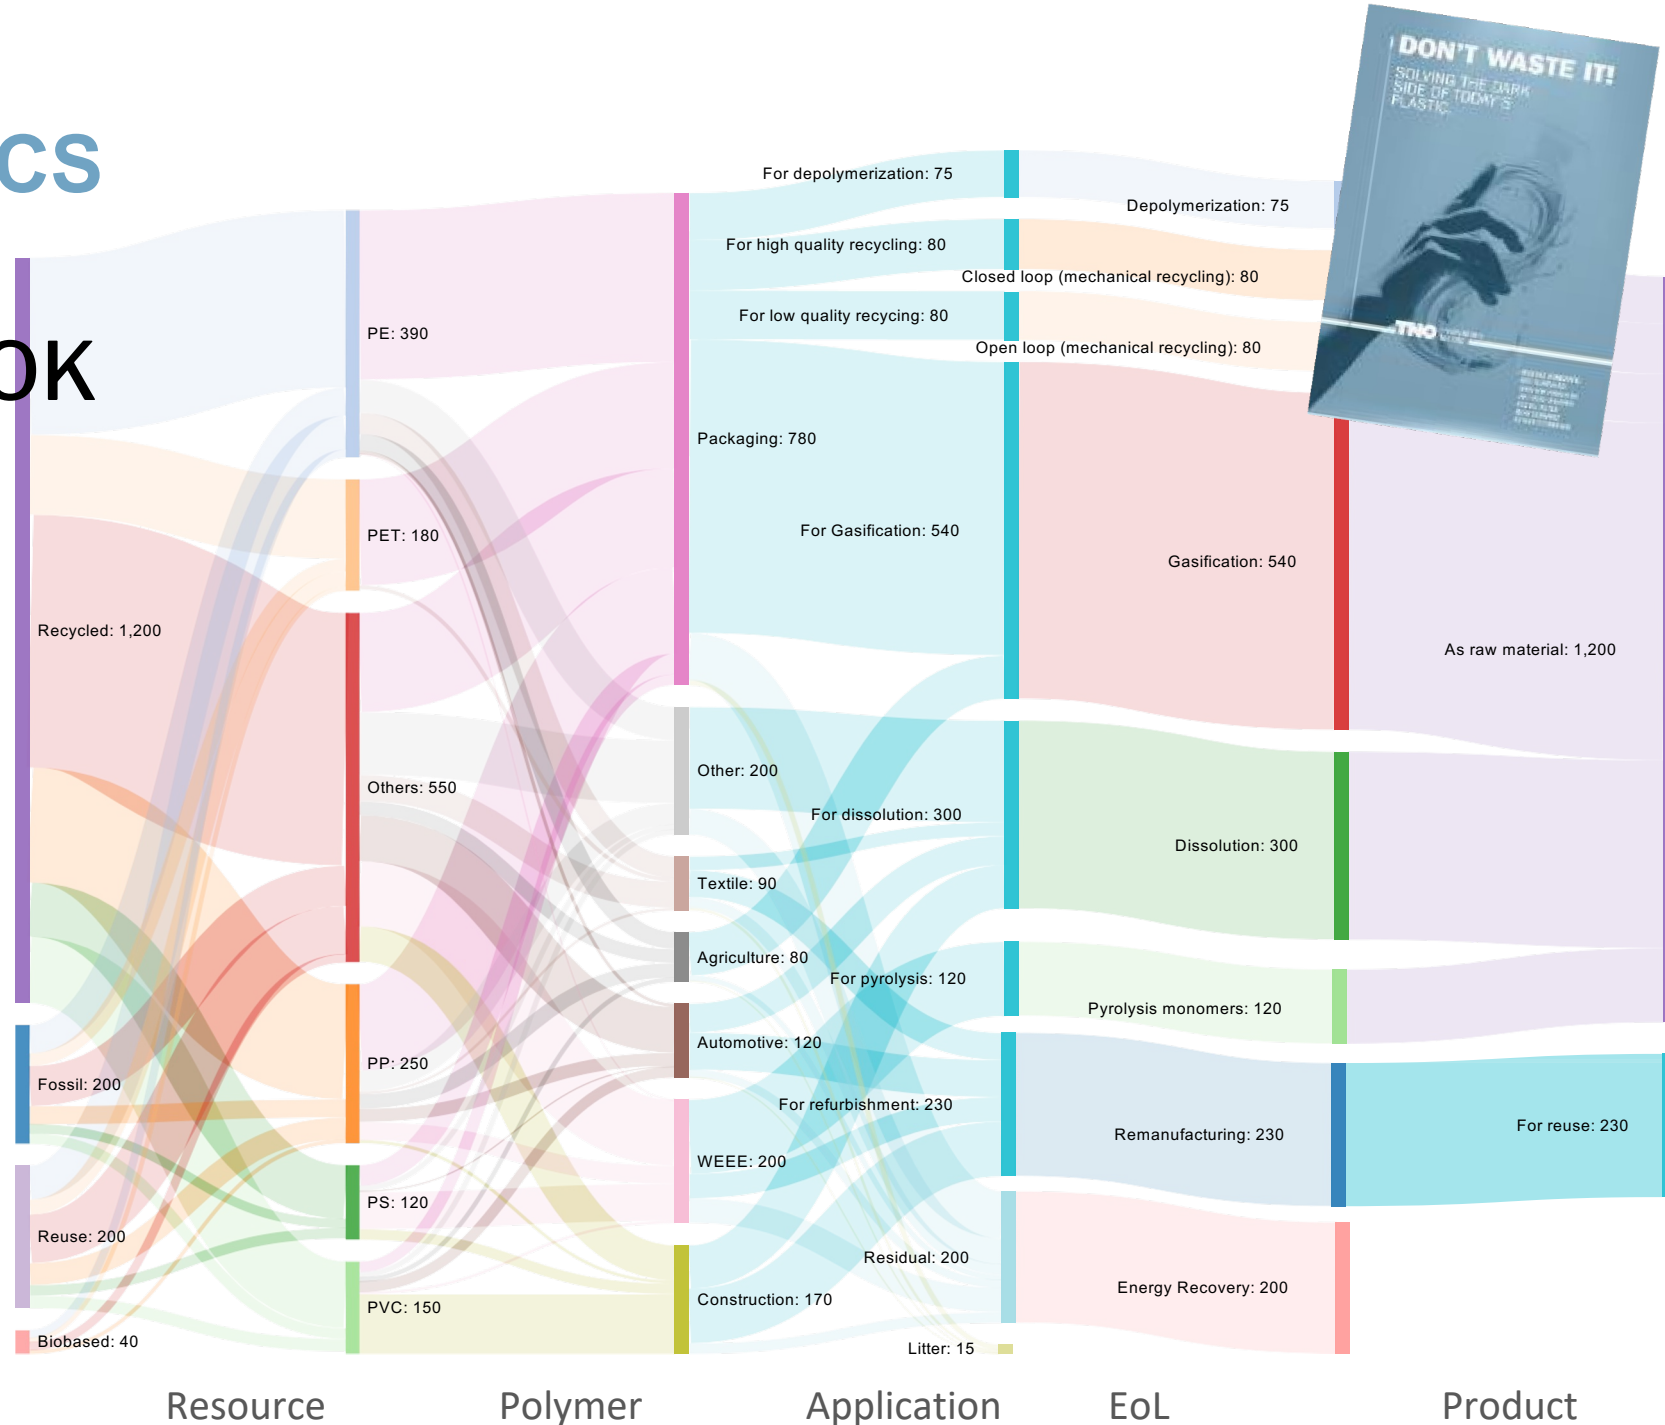 CS
OK
DON'T WASTE IT!
SOLVING THE DARK
SIDE OF TODAY'S
PLASTIC
TNO
Recycled: 1,200
Fossil: 200
Reuse: 200
Biobased: 40
PE: 390
PET: 180
Others: 550
PP: 250
PS: 120
PVC: 150
Packaging: 780
Other: 200
Textile: 90
Agriculture: 80
Automotive: 120
WEEE: 200
Construction: 170
For depolymerization: 75
For high quality recycling: 80
For low quality recycing: 80
For Gasification: 540
For dissolution: 300
For pyrolysis: 120
For refurbishment: 230
Residual: 200
Litter: 15
Depolymerization: 75
Closed loop (mechanical recycling): 80
Open loop (mechanical recycling): 80
Gasification: 540
Dissolution: 300
Pyrolysis monomers: 120
Remanufacturing: 230
Energy Recovery: 200
As raw material: 1,200
For reuse: 230
Resource
Polymer
Application
EoL
Product